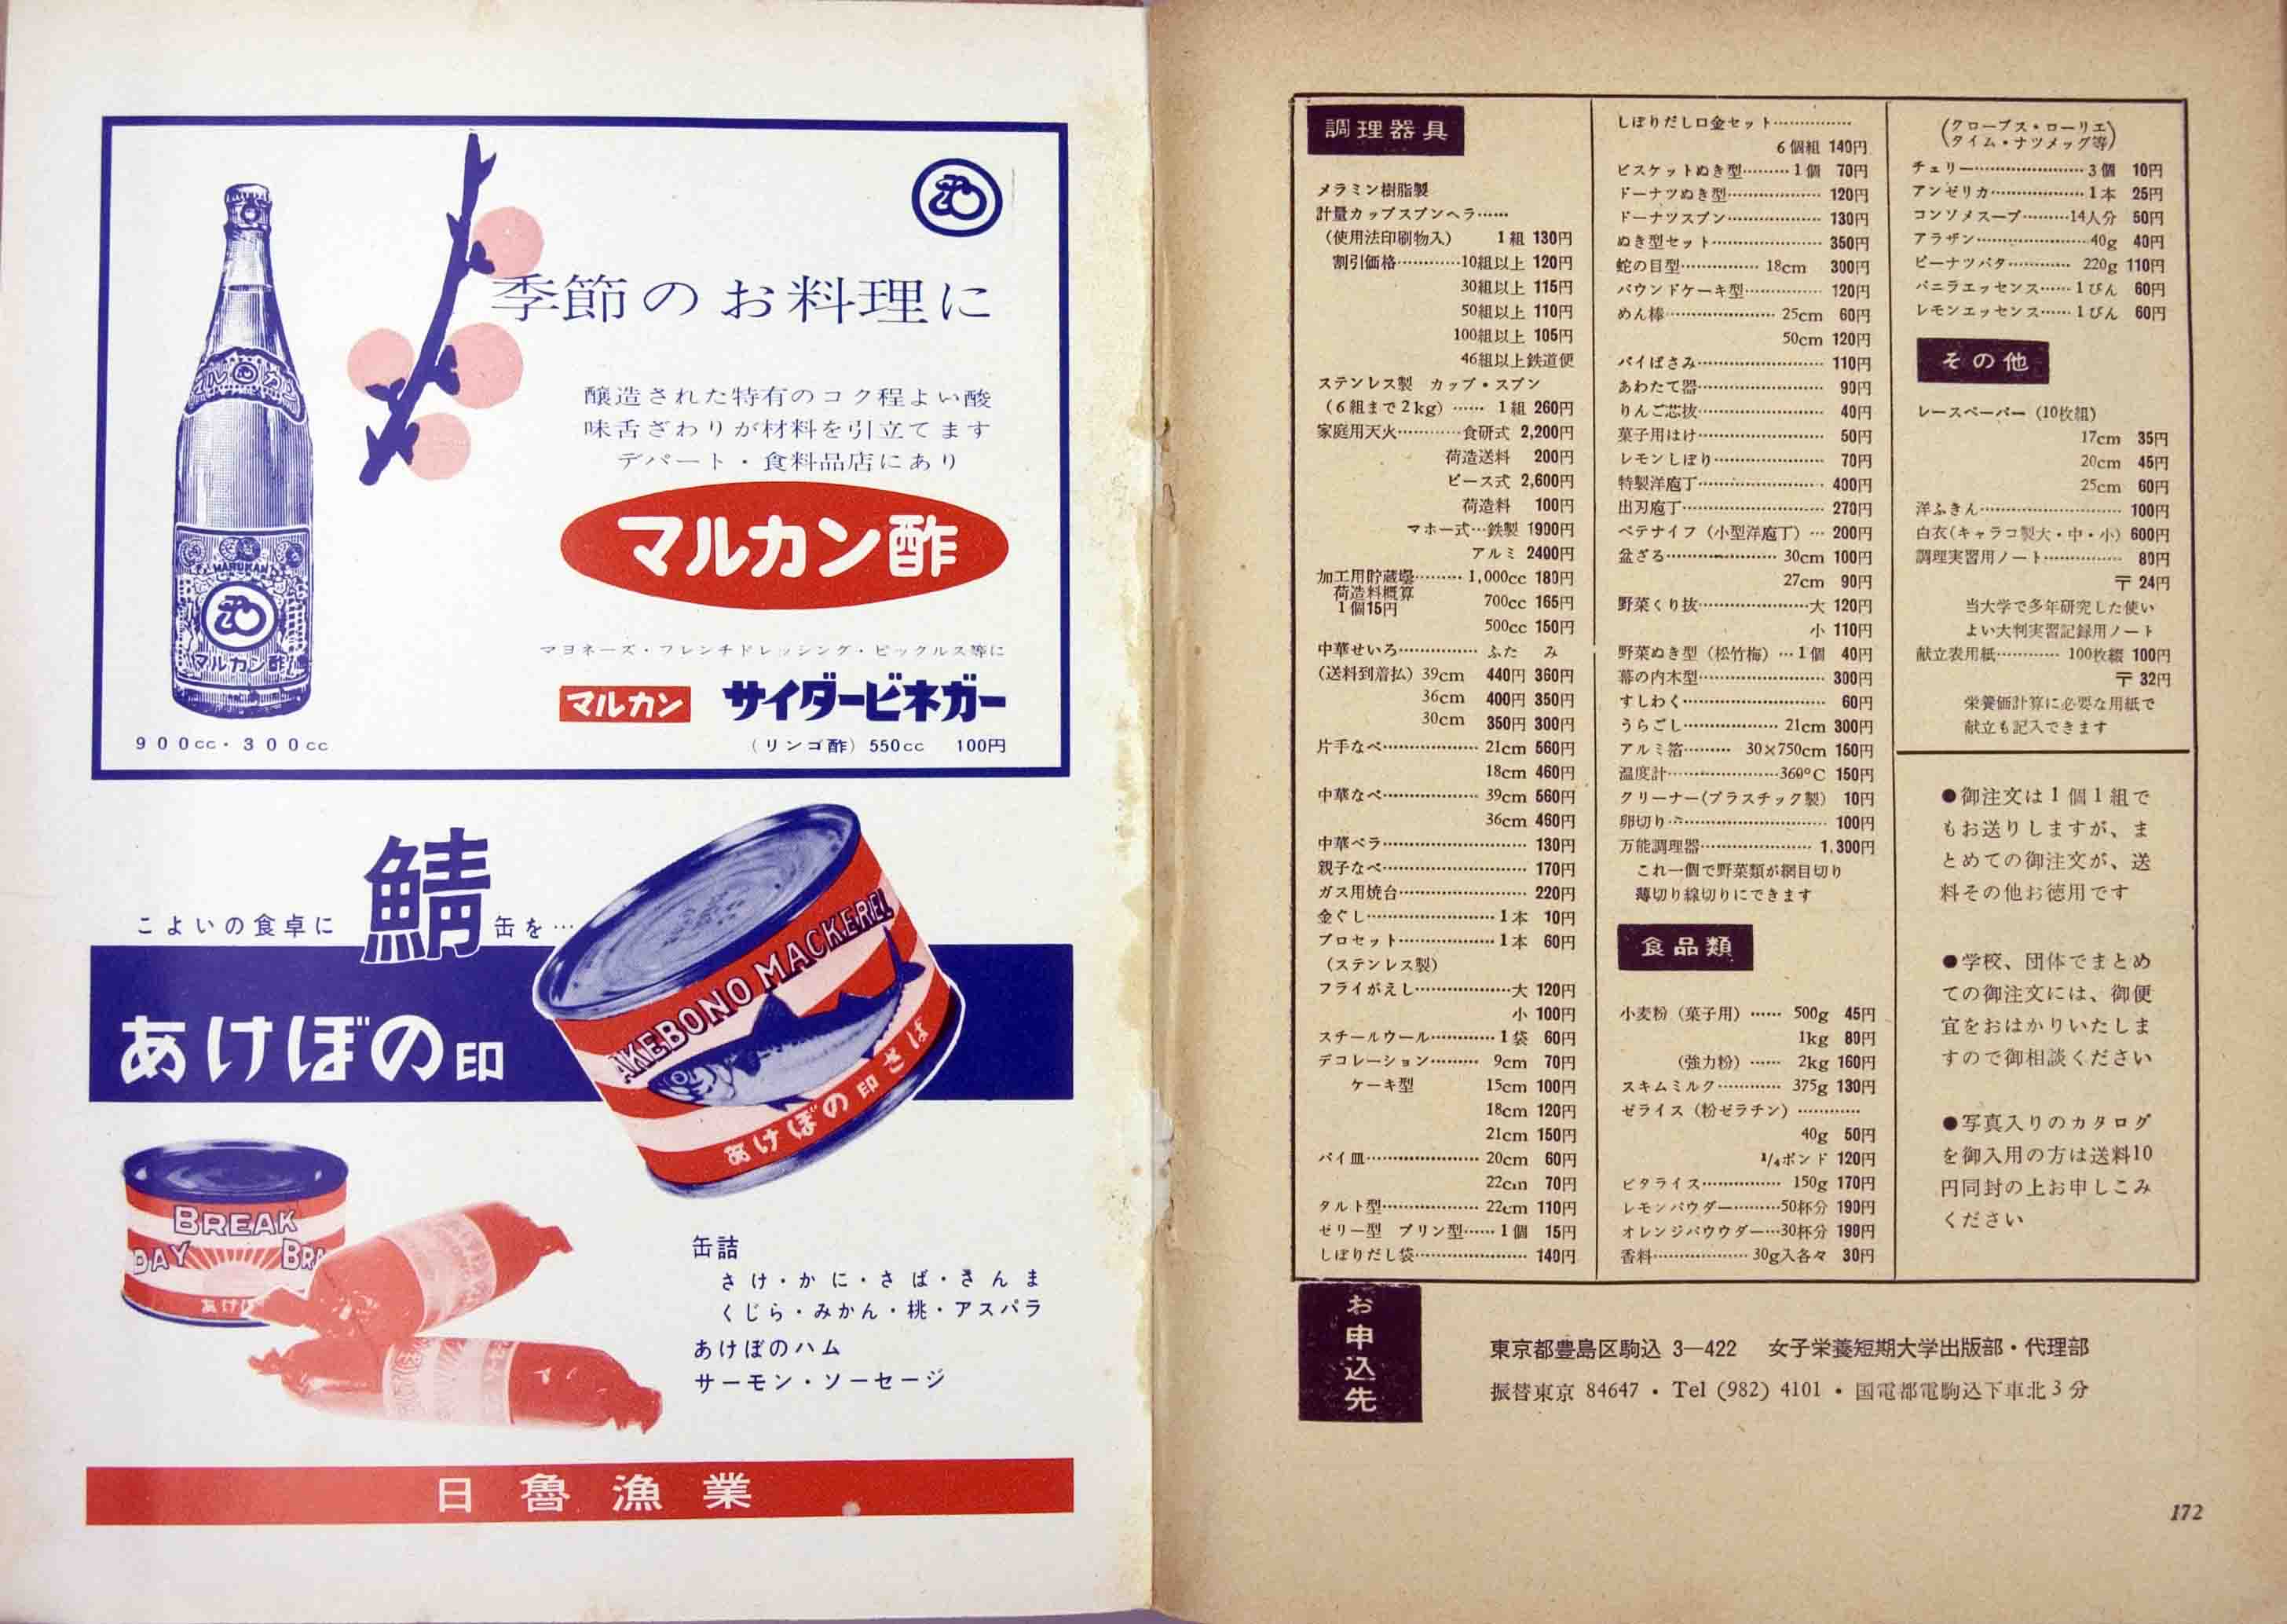 季節のお料理に
醸造された特有のコク程よい酸
味舌ざわりが材料を引立てます
デパート・食料品店にあり
マルカン酢
マルカン
MARUKAN
マルカン酢
マヨネーズ・フレンチドレッシング・ピックルス等に
マルカン サイダービネガー
900cc・300cc
(リンゴ酢) 550cc 100円
こよいの食卓に 鯖 缶を…
あけぼの印
AKEBONO MACKEREL
あけぼの印 さば
BREAK
DAY BRE
あけ
缶詰
さけ・かに・さば・さんま
くじら・みかん・桃・アスパラ
あけぼのハム
サーモン・ソーセージ
日魯漁業
調理器具
メラミン樹脂製
計量カップスプンヘラ……
(使用法印刷物入) 1組 130円
割引価格…………10組以上 120円
30組以上 115円
50組以上 110円
100組以上 105円
46組以上鉄道便
ステンレス製 カップ・スプン
(6組まで2kg) …… 1組 260円
家庭用天火…………食研式 2,200円
荷造送料 200円
ピース式 2,600円
荷造料 100円
マホー式…鉄製 1900円
アルミ 2400円
加工用貯蔵壜……… 1,000cc 180円
荷造料概算
1個15円
700cc 165円
500cc 150円
中華せいろ…………… ふた み
(送料到着払) 39cm 440円 360円
36cm 400円 350円
30cm 350円 300円
片手なべ……………… 21cm 560円
18cm 460円
中華なべ……………… 39cm 560円
36cm 460円
中華ベラ……………………… 130円
親子なべ……………………… 170円
ガス用焼台…………………… 220円
金ぐし……………………1本 10円
プロセット………………1本 60円
(ステンレス製)
フライがえし………………大 120円
小 100円
スチールウール…………1袋 60円
デコレーション……… 9cm 70円
ケーキ型 15cm 100円
18cm 120円
21cm 150円
パイ皿………………… 20cm 60円
22cm 70円
タルト型……………… 22cm 110円
ゼリー型 プリン型……1個 15円
しぼりだし袋………………… 140円
しぼりだし口金セット……………
6個組 140円
ビスケットぬき型………1個 70円
ドーナツぬき型……………… 120円
ドーナツスプン……………… 130円
ぬき型セット………………… 350円
蛇の目型…………… 18cm 300円
パウンドケーキ型…………… 120円
めん棒………………… 25cm 60円
50cm 120円
パイばさみ…………………… 110円
あわたて器…………………… 90円
りんご芯抜…………………… 40円
菓子用はけ…………………… 50円
レモンしぼり………………… 70円
特製洋庖丁…………………… 400円
出刃庖丁……………………… 270円
ペテナイフ (小型洋庖丁) … 200円
盆ざる………………… 30cm 100円
27cm 90円
野菜くり抜…………………大 120円
小 110円
野菜ぬき型 (松竹梅) …1個 40円
幕の内木型…………………… 300円
すしわく……………………… 60円
うらごし……………… 21cm 300円
アルミ箔……… 30×750cm 150円
温度計…………………360°C 150円
クリーナー(プラスチック製) 10円
卵切り………………………… 100円
万能調理器………………… 1,300円
これ一個で野菜類が網目切り
薄切り線切りにできます
食品類
小麦粉 (菓子用) …… 500g 45円
1kg 80円
(強力粉) …… 2kg 160円
スキムミルク………… 375g 130円
ゼライス (粉ゼラチン) …………
40g 50円
¼ポンド 120円
ビタライス…………… 150g 170円
レモンパウダー………50杯分 190円
オレンジパウウダー…30杯分 190円
香料……………… 30g入各々 30円
(クローブス・ローリエ
タイム・ナツメッグ等)
チェリー…………………3個 10円
アンゼリカ………………1本 25円
コンソメスープ………14人分 50円
アラザン…………………40g 40円
ピーナツバタ………… 220g 110円
バニラエッセンス……1びん 60円
レモンエッセンス……1びん 60円
その他
レースペーパー (10枚組)
17cm 35円
20cm 45円
25cm 60円
洋ふきん……………………… 100円
白衣(キャラコ製大・中・小) 600円
調理実習用ノート…………… 80円
〒 24円
当大学で多年研究した使い
よい大判実習記録用ノート
献立表用紙………… 100枚綴 100円
〒 32円
栄養価計算に必要な用紙で
献立も記入できます
●御注文は1個1組で
もお送りしますが、ま
とめての御注文が、送
料その他お徳用です
●学校、団体でまとめ
ての御注文には、御便
宜をおはかりいたしま
すので御相談ください
●写真入りのカタログ
を御入用の方は送料10
円同封の上お申しこみ
ください
お申込先
東京都豊島区駒込 3―422 女子栄養短期大学出版部・代理部
振替東京 84647 ・ Tel (982) 4101 ・ 国電都電駒込下車北3分
172